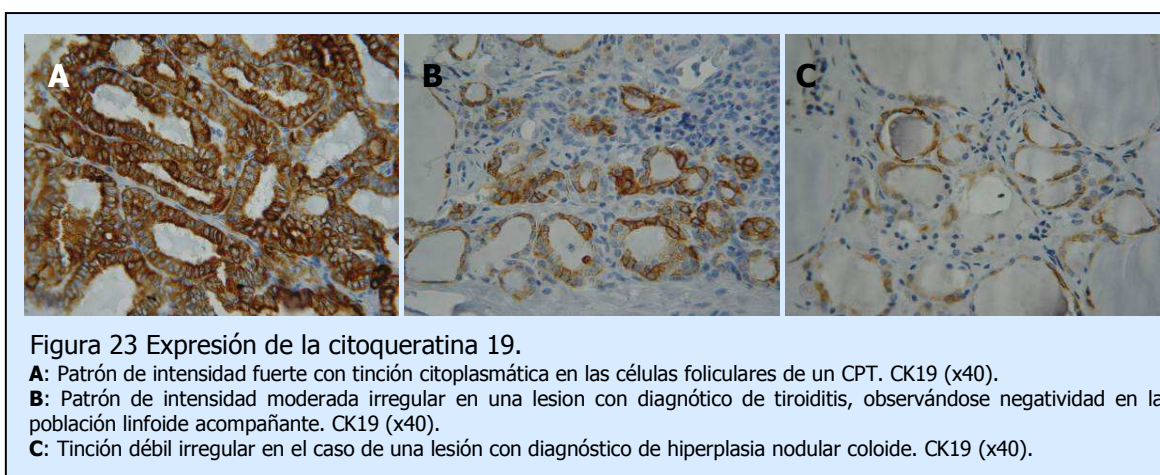 A B C
Figura 23 Expresión de la citoqueratina 19.
A: Patrón de intensidad fuerte con tinción citoplasmática en las células foliculares de un CPT. CK19 (x40).
B: Patrón de intensidad moderada irregular en una lesion con diagnótico de tiroiditis, observándose negatividad en la
población linfoide acompañante. CK19 (x40).
C: Tinción débil irregular en el caso de una lesión con diagnóstico de hiperplasia nodular coloide. CK19 (x40).